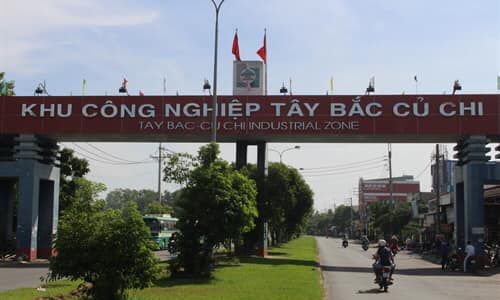 KHU CÔNG NGHIỆP TÂY BẮC CỦ CHI
TAY BAC-CU CHI INDUSTRIAL ZONE